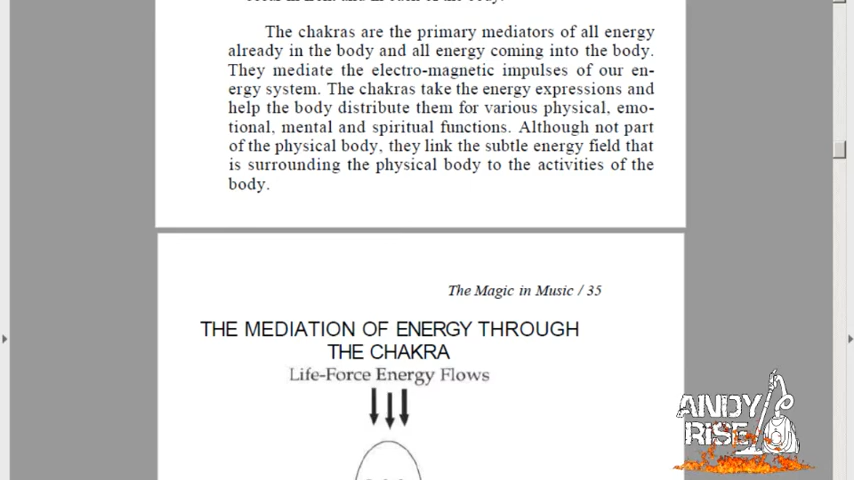 The chakras are the primary mediators of all energy
already in the body and all energy coming into the body.
They mediate the electro-magnetic impulses of our en-
ergy system. The chakras take the energy expressions and
help the body distribute them for various physical, emo-
tional, mental and spiritual functions. Although not part
of the physical body, they link the subtle energy field that
is surrounding the physical body to the activities of the
body.
The Magic in Music / 35
THE MEDIATION OF ENERGY THROUGH
THE CHAKRA
Life-Force Energy Flows
ANDY
RISE